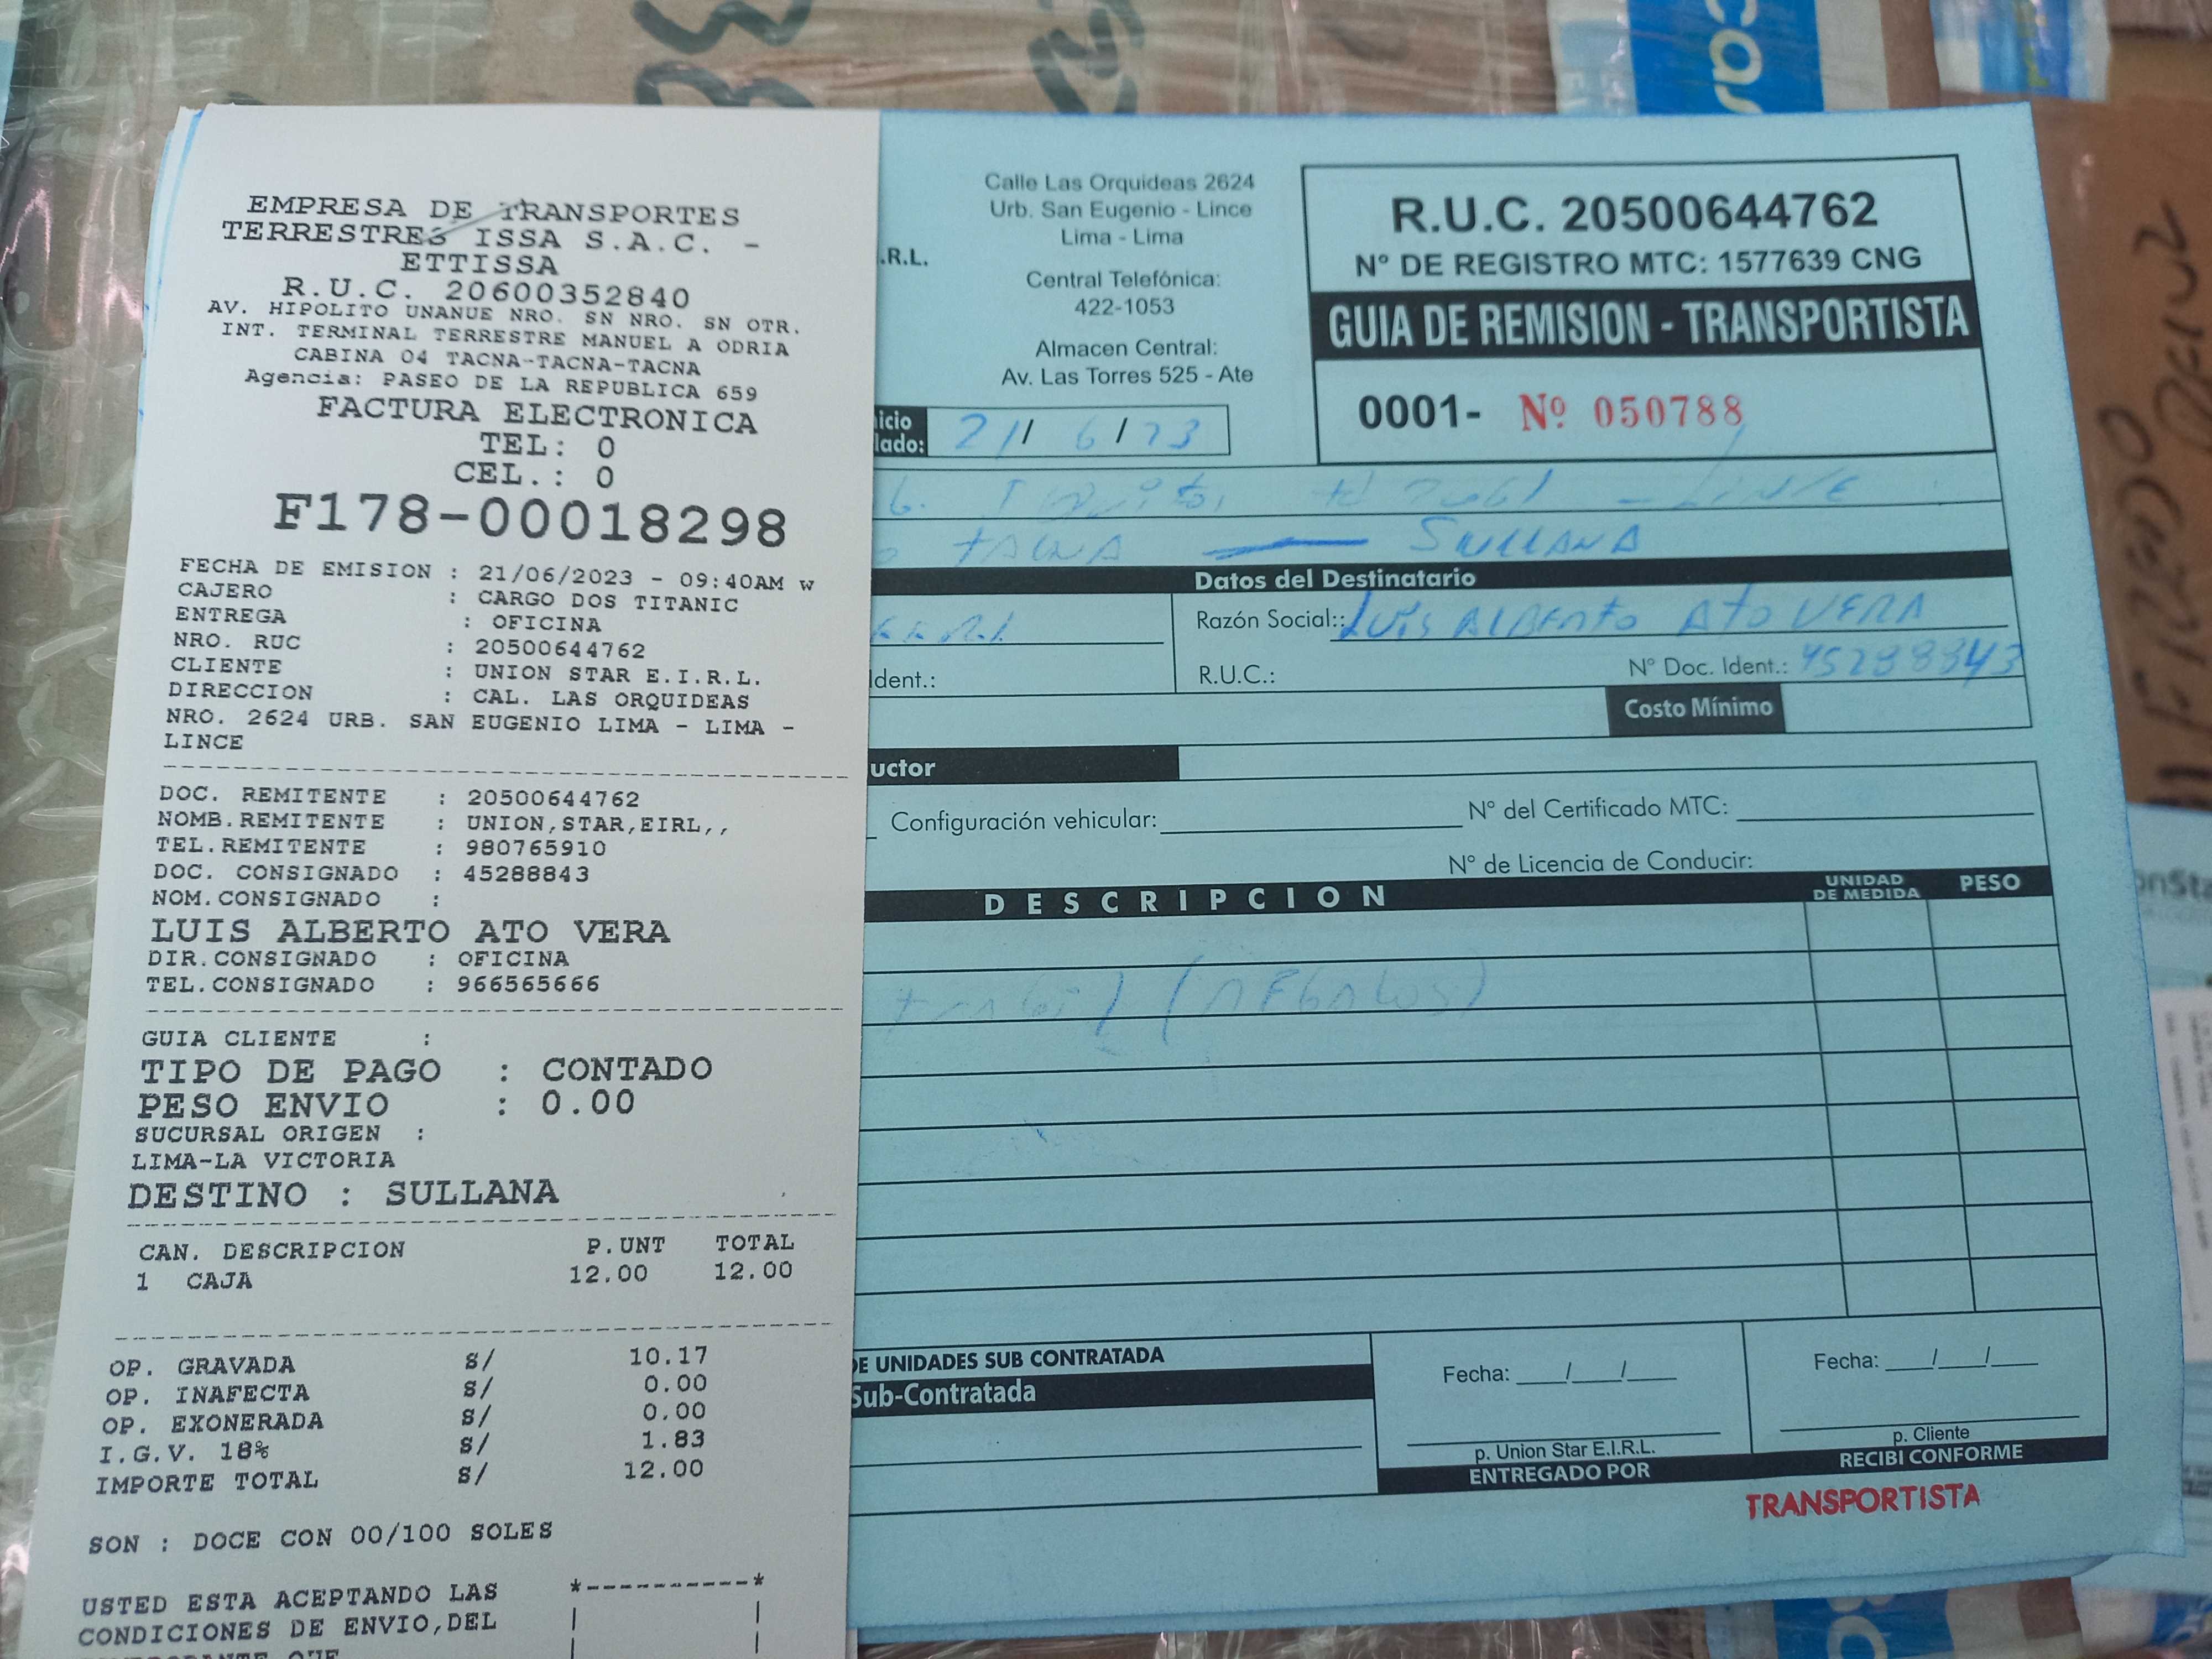 EMPRESA DE TRANSPORTES
TERRESTRES ISSA S.A.C. -
ETTISSA
R.U.C. 20600352840
AV. HIPOLITO UNANUE NRO. SN NRO. SN OTR.
INT. TERMINAL TERRESTRE MANUEL A ODRIA
CABINA 04 TACNA-TACNA-TACNA
Agencia: PASEO DE LA REPUBLICA 659
FACTURA ELECTRONICA
TEL: 0
CEL.: 0
F178-00018298
FECHA DE EMISION : 21/06/2023 - 09:40AM w
CAJERO : CARGO DOS TITANIC
ENTREGA : OFICINA
NRO. RUC : 20500644762
CLIENTE : UNION STAR E.I.R.L.
DIRECCION : CAL. LAS ORQUIDEAS
NRO. 2624 URB. SAN EUGENIO LIMA - LIMA -
LINCE
DOC. REMITENTE : 20500644762
NOMB.REMITENTE : UNION,STAR,EIRL,,
TEL.REMITENTE : 980765910
DOC. CONSIGNADO : 45288843
NOM.CONSIGNADO :
LUIS ALBERTO ATO VERA
DIR.CONSIGNADO : OFICINA
TEL.CONSIGNADO : 966565666
GUIA CLIENTE :
TIPO DE PAGO : CONTADO
PESO ENVIO : 0.00
SUCURSAL ORIGEN :
LIMA-LA VICTORIA
DESTINO : SULLANA
CAN. DESCRIPCION P.UNT TOTAL
1 CAJA 12.00 12.00
OP. GRAVADA S/ 10.17
OP. INAFECTA S/ 0.00
OP. EXONERADA S/ 0.00
I.G.V. 18% S/ 1.83
IMPORTE TOTAL S/ 12.00
SON : DOCE CON 00/100 SOLES
USTED ESTA ACEPTANDO LAS
CONDICIONES DE ENVIO,DEL
.R.L.
Calle Las Orquideas 2624
Urb. San Eugenio - Lince
Lima - Lima
Central Telefónica:
422-1053
Almacen Central:
Av. Las Torres 525 - Ate
R.U.C. 20500644762
N° DE REGISTRO MTC: 1577639 CNG
GUIA DE REMISION - TRANSPORTISTA
0001- Nº 050788
icio
lado: 21/ 6/23
TACNA — SULLANA
Datos del Destinatario
Razón Social:: Luis ALBERTO Ato VERA
Ident.:
R.U.C.: N° Doc. Ident.: 45288843
Costo Mínimo
uctor
Configuración vehicular: N° del Certificado MTC:
N° de Licencia de Conducir:
DESCRIPCION UNIDAD DE MEDIDA PESO
(REGALOS)
DE UNIDADES SUB CONTRATADA
Sub-Contratada
Fecha: / / Fecha: / /
p. Union Star E.I.R.L. p. Cliente
ENTREGADO POR RECIBI CONFORME
TRANSPORTISTA